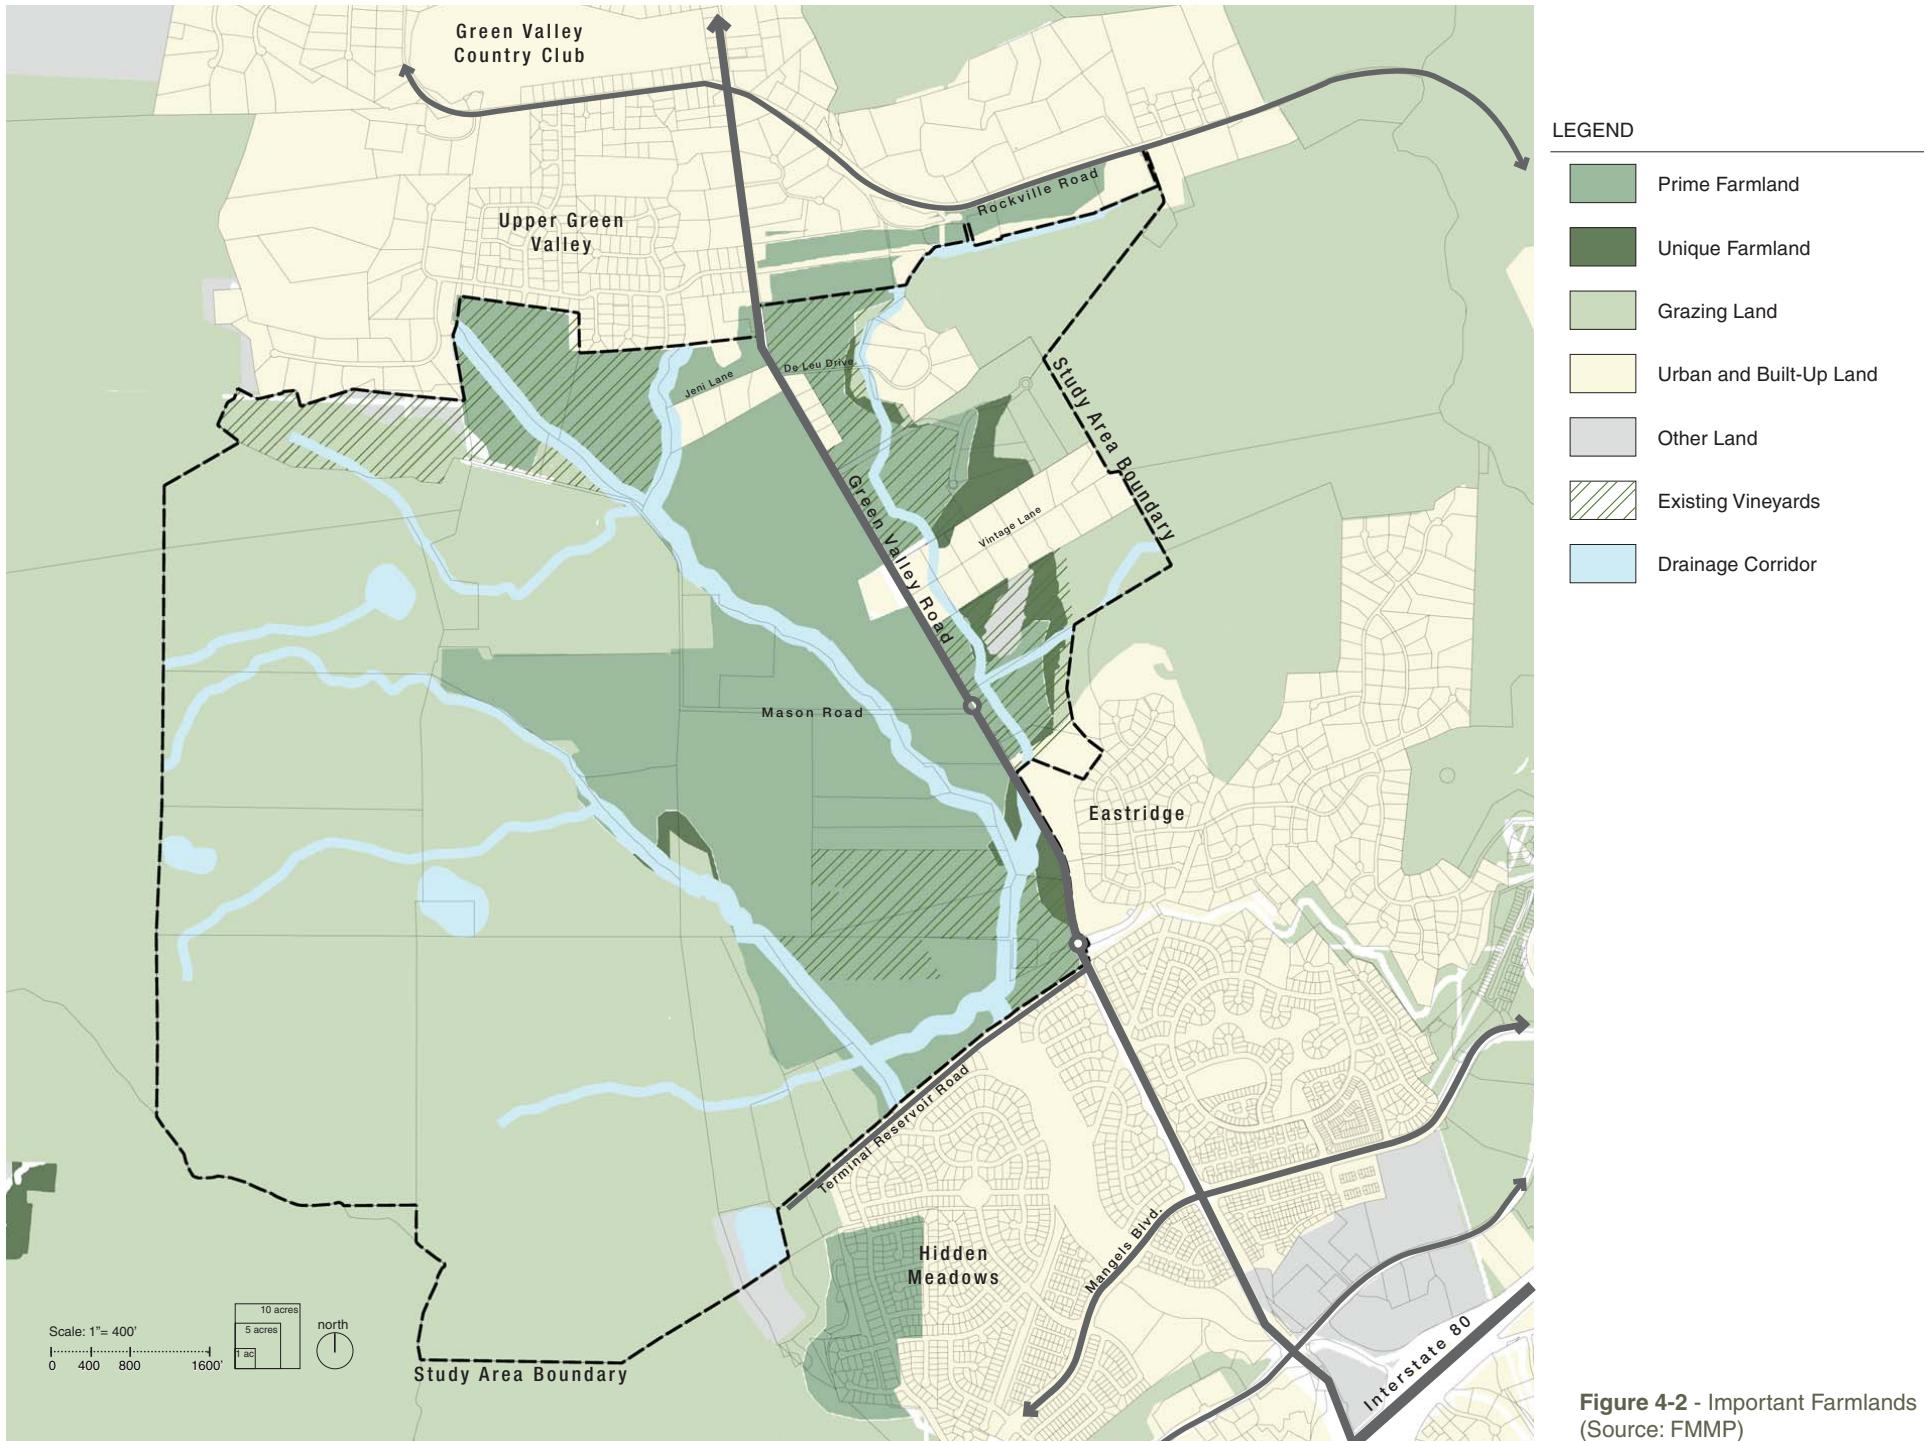 Green Valley
Country Club
Upper Green
Valley
Rockville Road
Jeni Lane
De Leu Drive
Study Area Boundary
Green Valley Road
Vintage Lane
Mason Road
Eastridge
Terminal Reservoir Road
Hidden
Meadows
Mangels Blvd.
Interstate 80
Study Area Boundary
Scale: 1"= 400'
0 400 800 1600'
10 acres
5 acres
1 ac
north
LEGEND
Prime Farmland
Unique Farmland
Grazing Land
Urban and Built-Up Land
Other Land
Existing Vineyards
Drainage Corridor
Figure 4-2 - Important Farmlands
(Source: FMMP)